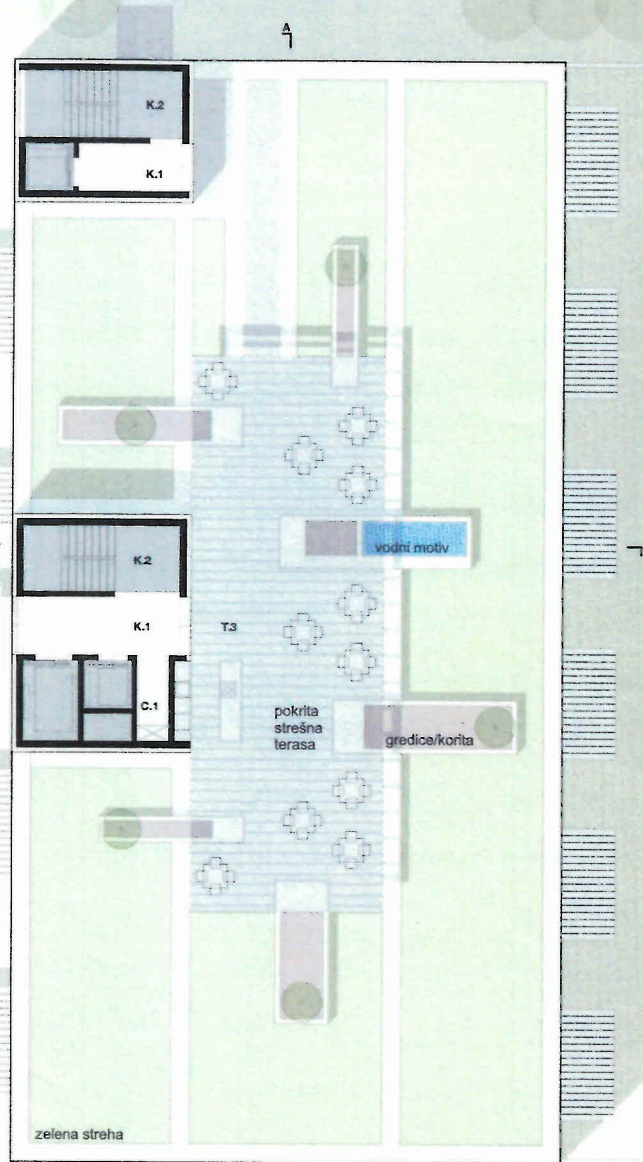 A
K.2
K.1
vodni motiv
K.2
K.1
T.3
C.1
pokrita
strešna
terasa
gredice/korita
zelena streha